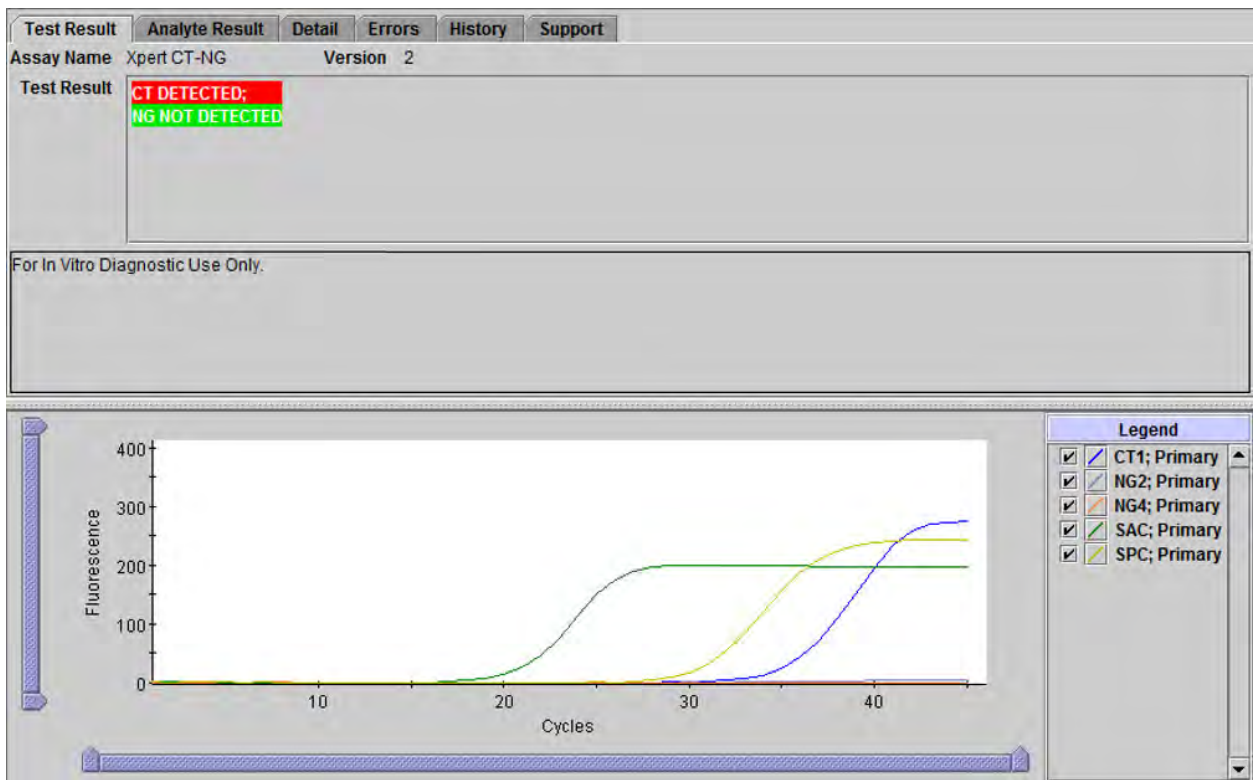 Test Result Analyte Result Detail Errors History Support
Assay Name Xpert CT-NG Version 2
Test Result CT DETECTED;
NG NOT DETECTED
For In Vitro Diagnostic Use Only.
400
300
200
100
0
Fluorescence
10 20 30 40
Cycles
Legend
CT1; Primary
NG2; Primary
NG4; Primary
SAC; Primary
SPC; Primary